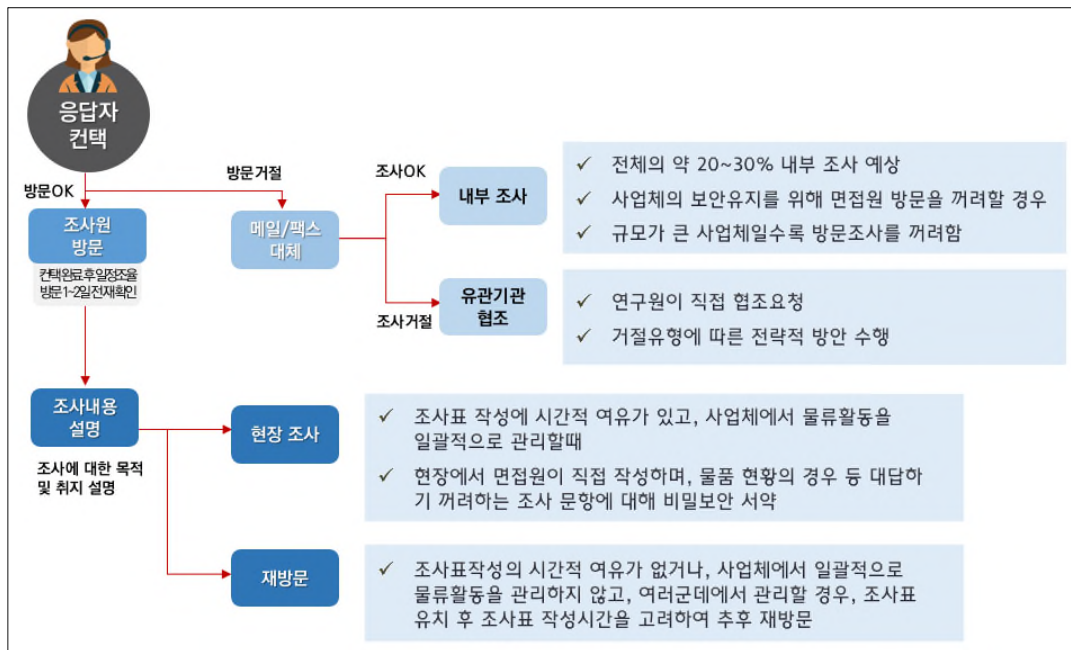 응답자
컨택
방문OK
방문거절
조사원
방문
컨택완료 후 일정조율
방문 1~2일전 재확인
메일/팩스
대체
조사OK
내부 조사
✓ 전체의 약 20~30% 내부 조사 예상
✓ 사업체의 보안유지를 위해 면접원 방문을 꺼려할 경우
✓ 규모가 큰 사업체일수록 방문조사를 꺼려함
조사거절
유관기관
협조
✓ 연구원이 직접 협조요청
✓ 거절유형에 따른 전략적 방안 수행
조사내용
설명
조사에 대한 목적
및 취지 설명
현장 조사
✓ 조사표 작성에 시간적 여유가 있고, 사업체에서 물류활동을
일괄적으로 관리할때
✓ 현장에서 면접원이 직접 작성하며, 물품 현황의 경우 등 대답하
기 꺼려하는 조사 문항에 대해 비밀보안 서약
재방문
✓ 조사표작성의 시간적 여유가 없거나, 사업체에서 일괄적으로
물류활동을 관리하지 않고, 여러군데에서 관리할 경우, 조사표
유치 후 조사표 작성시간을 고려하여 추후 재방문